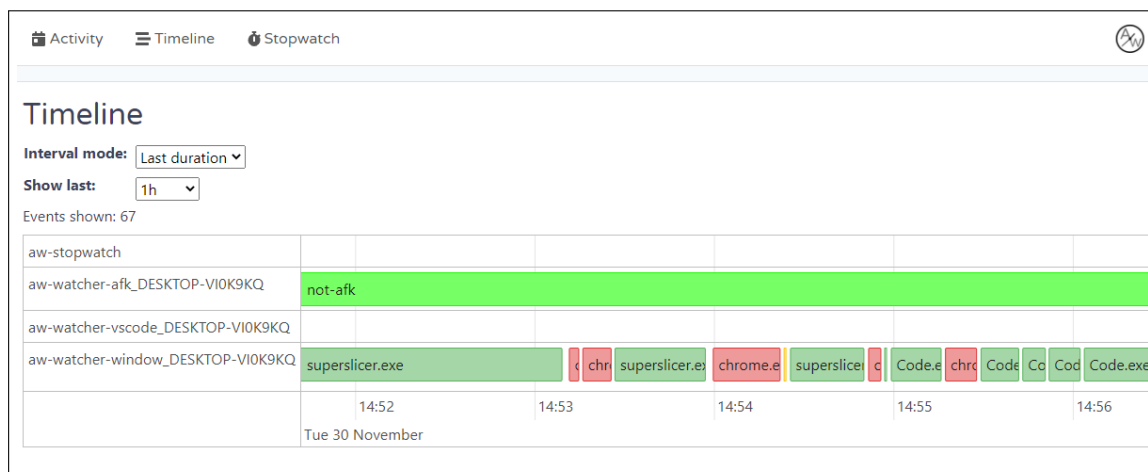 Activity Timeline Stopwatch AW
Timeline
Interval mode: Last duration
Show last: 1h
Events shown: 67
aw-stopwatch
aw-watcher-afk_DESKTOP-VI0K9KQ not-afk
aw-watcher-vscode_DESKTOP-VI0K9KQ
aw-watcher-window_DESKTOP-VI0K9KQ superslicer.exe c chr superslicer.e chrome.e superslice c Code.e chr Code Co Cod Code.exe
14:52 14:53 14:54 14:55 14:56
Tue 30 November